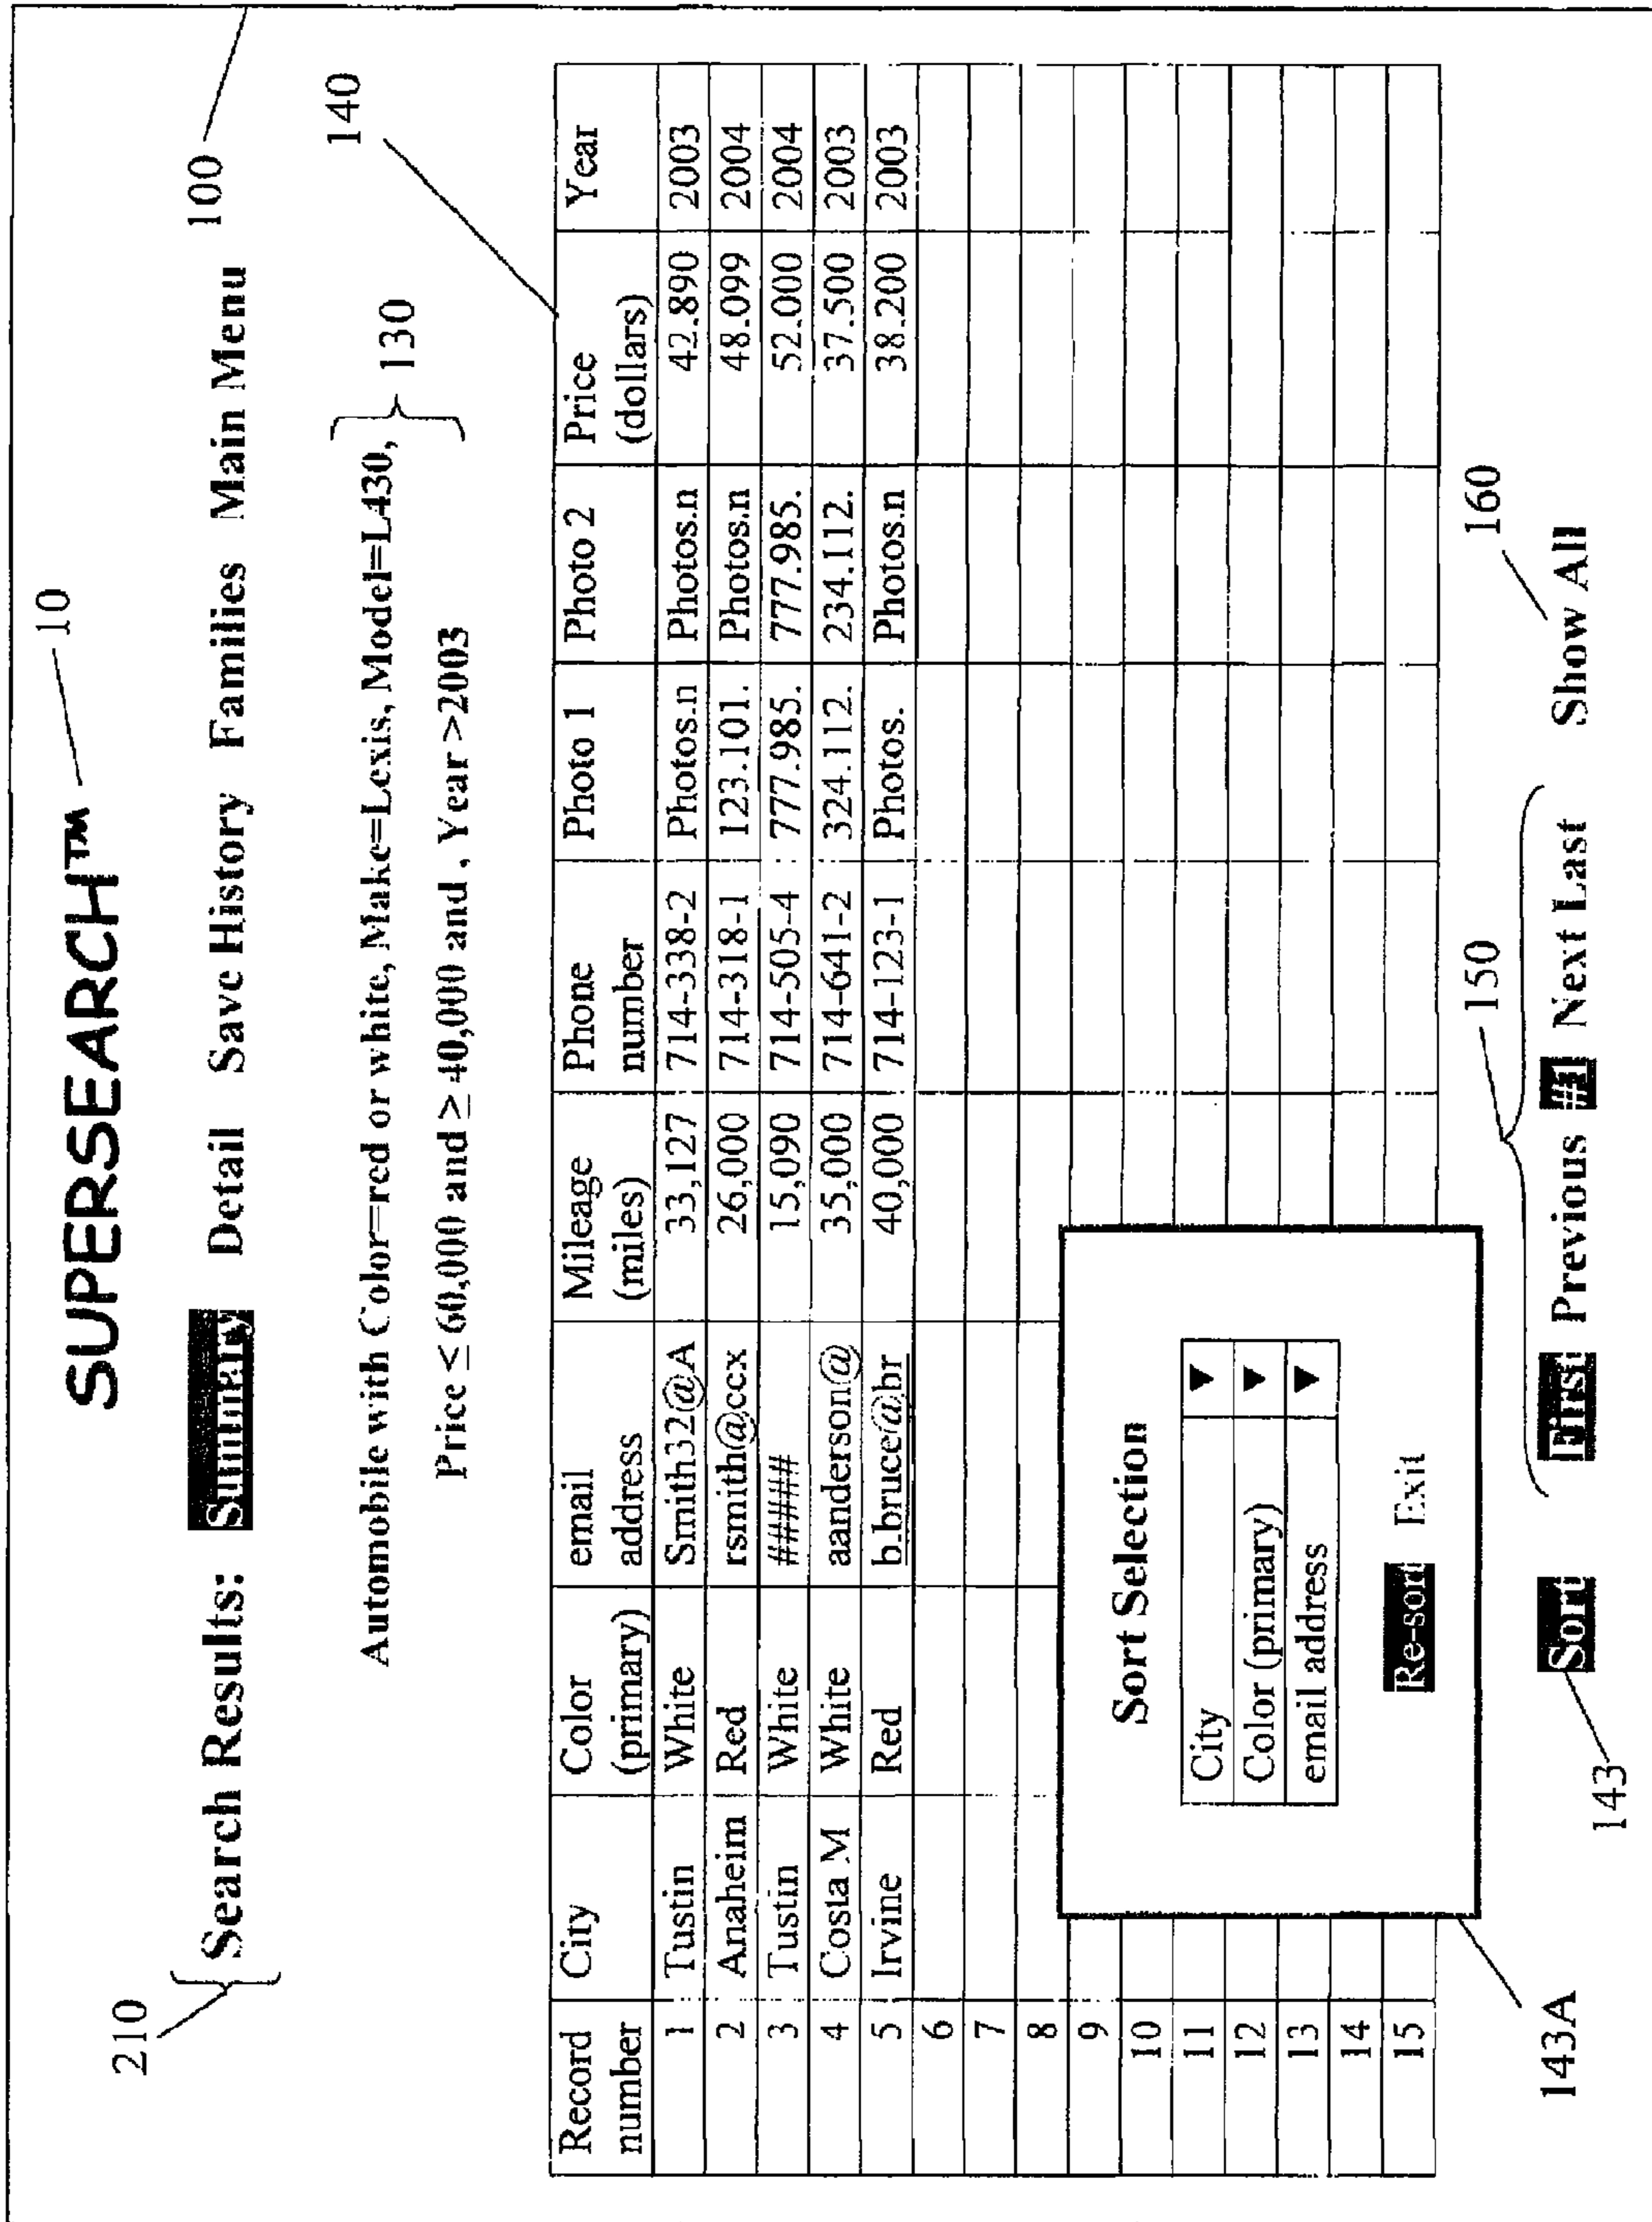 SUPERSEARCH™ 10
210 Search Results: Summary Detail Save History Families Main Menu 100
Automobile with Color=red or white, Make=Lexis, Model=L430,
Price ≤ 60,000 and ≥ 40,000 and , Year >2003
130
140
Record number City Color (primary) email address Mileage (miles) Phone number Photo 1 Photo 2 Price (dollars) Year
1 Tustin White Smith32@A 33,127 714-338-2 Photos.n Photos.n 42.890 2003
2 Anaheim Red rsmith@ccx 26,000 714-318-1 123.101. Photos.n 48.099 2004
3 Tustin White ##### 15,090 714-505-4 777.985. 777.985. 52.000 2004
4 Costa M White aanderson@ 35,000 714-641-2 324.112. 234.112. 37.500 2003
5 Irvine Red b.bruce@br 40,000 714-123-1 Photos. Photos.n 38.200 2003
6
7
8
9
10
11
12
13
14
15
Sort Selection
City
Color (primary)
email address
Re-sort Exit
143A
150
160
Sort First Previous Next Last Show All
143